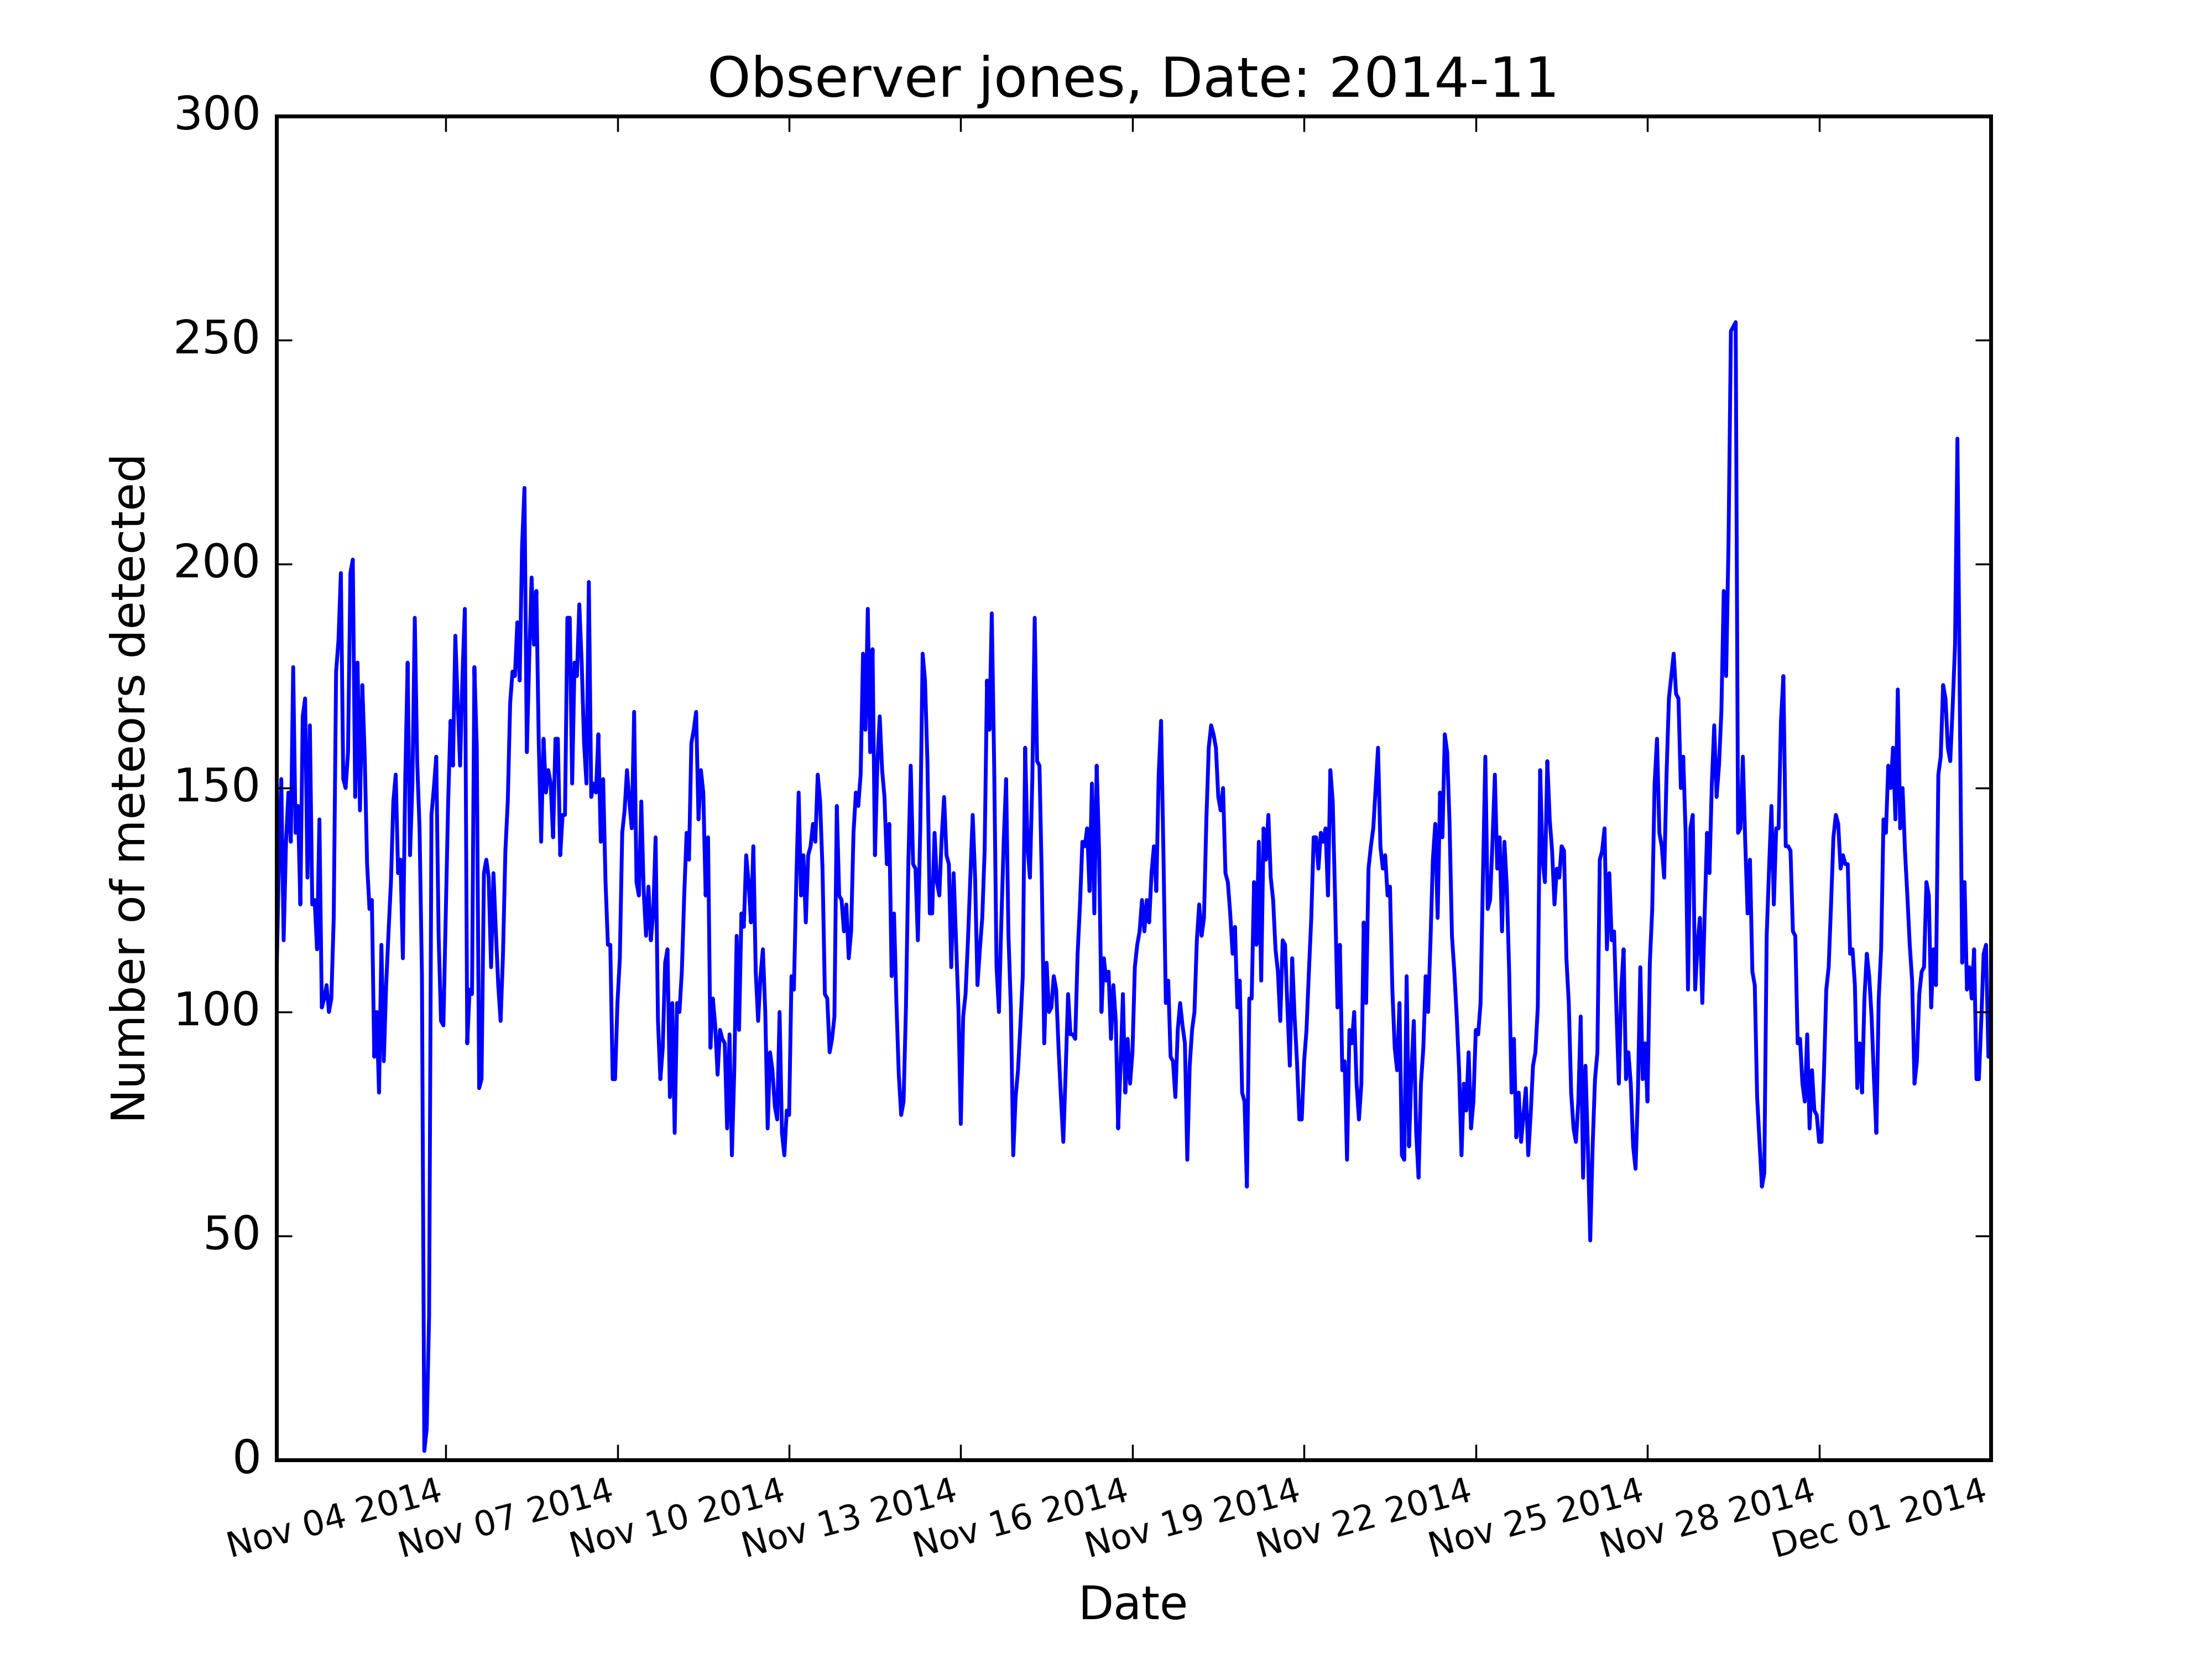 Observer jones, Date: 2014-11
300
250
200
150
100
50
0
Number of meteors detected
Nov 04 2014
Nov 07 2014
Nov 10 2014
Nov 13 2014
Nov 16 2014
Nov 19 2014
Nov 22 2014
Nov 25 2014
Nov 28 2014
Dec 01 2014
Date